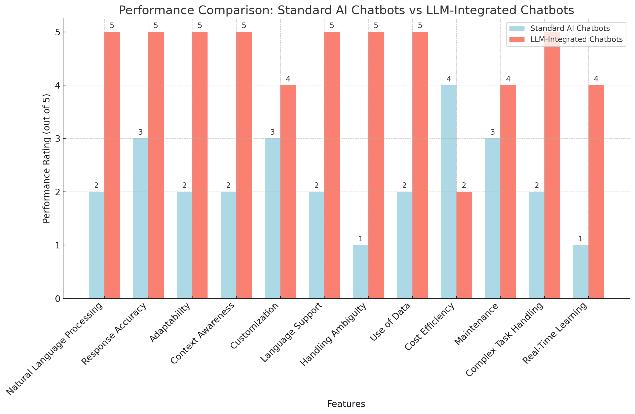 Performance Comparison: Standard AI Chatbots vs LLM-Integrated Chatbots
Standard AI Chatbots
LLM-Integrated Chatbots
Performance Rating (out of 5)
5
4
3
2
1
0
2 5
3 5
2 5
2 5
3 4
2 5
1 5
2 5
4 2
3 4
2
1 4
Natural Language Processing
Response Accuracy
Adaptability
Context Awareness
Customization
Language Support
Handling Ambiguity
Use of Data
Cost Efficiency
Maintenance
Complex Task Handling
Real-Time Learning
Features